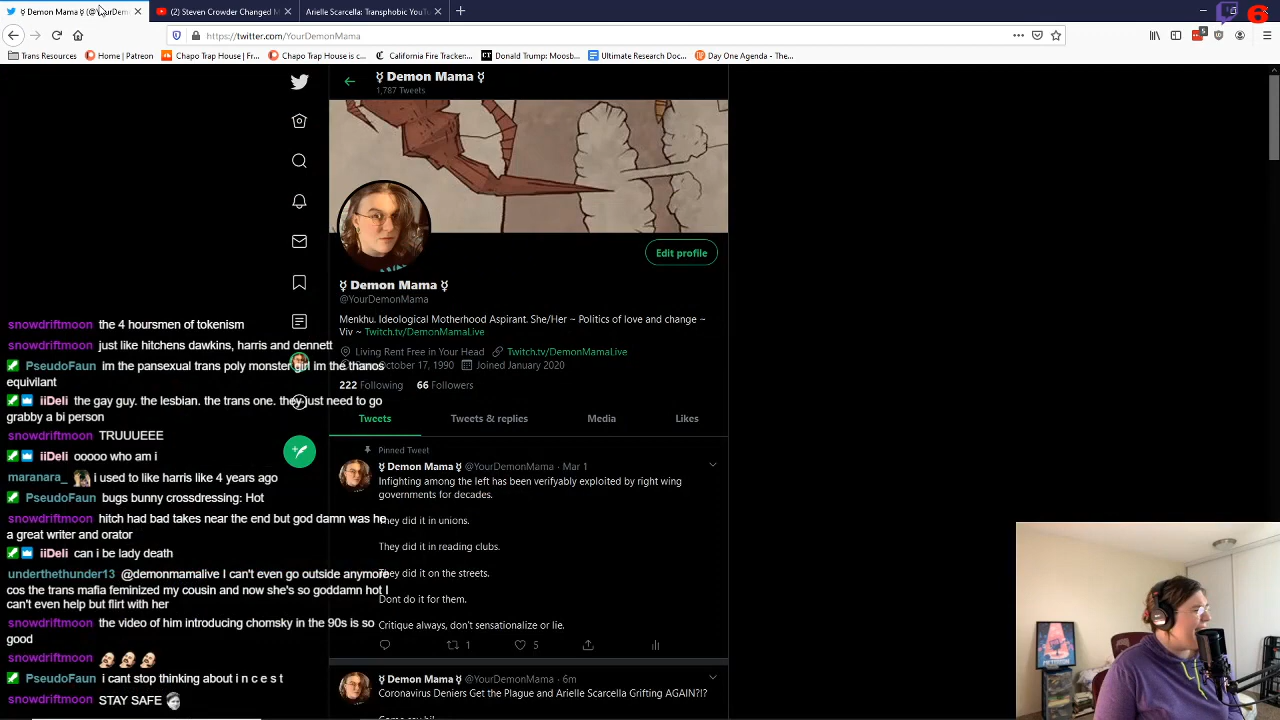 ☿ Demon Mama ☿ (@YourDem
(2) Steven Crowder Changed M
Arielle Scarcella: Transphobic YouTu
https://twitter.com/YourDemonMama
Trans Resources
Home | Patreon
Chapo Trap House | Fr...
Chapo Trap House is c...
California Fire Tracker:...
Donald Trump: Moosb...
Ultimate Research Doc...
Day One Agenda - The...
☿ Demon Mama ☿
1,787 Tweets
Edit profile
☿ Demon Mama ☿
@YourDemonMama
Menkhu. Ideological Motherhood Aspirant. She/Her ~ Politics of love and change ~
Viv ~ Twitch.tv/DemonMamaLive
Living Rent Free in Your Head Twitch.tv/DemonMamaLive
October 17, 1990 Joined January 2020
222 Following 66 Followers
Tweets Tweets & replies Media Likes
Pinned Tweet
☿ Demon Mama ☿ @YourDemonMama · Mar 1
Infighting among the left has been verifyably exploited by right wing
governments for decades.
They did it in unions.
They did it in reading clubs.
They did it on the streets.
Dont do it for them.
Critique always, don't sensationalize or lie.
1 5
☿ Demon Mama ☿ @YourDemonMama · 6m
Coronavirus Deniers Get the Plague and Arielle Scarcella Grifting AGAIN?!?
snowdriftmoon the 4 hoursmen of tokenism
snowdriftmoon just like hitchens dawkins, harris and dennett
PseudoFaun im the pansexual trans poly monster girl im the thanos
equivilant
iiDeli the gay guy. the lesbian. the trans one. they just need to go
grabby a bi person
snowdriftmoon TRUUUEEE
iiDeli ooooo who am i
maranara_ i used to like harris like 4 years ago
PseudoFaun bugs bunny crossdressing: Hot
snowdriftmoon hitch had bad takes near the end but god damn was he
a great writer and orator
iiDeli can i be lady death
underthethunder13 @demonmamalive I can't even go outside anymore
cos the trans mafia feminized my cousin and now she's so goddamn hot I
can't even help but flirt with her
snowdriftmoon the video of him introducing chomsky in the 90s is so
good
snowdriftmoon
PseudoFaun i cant stop thinking about i n c e s t
snowdriftmoon STAY SAFE
6